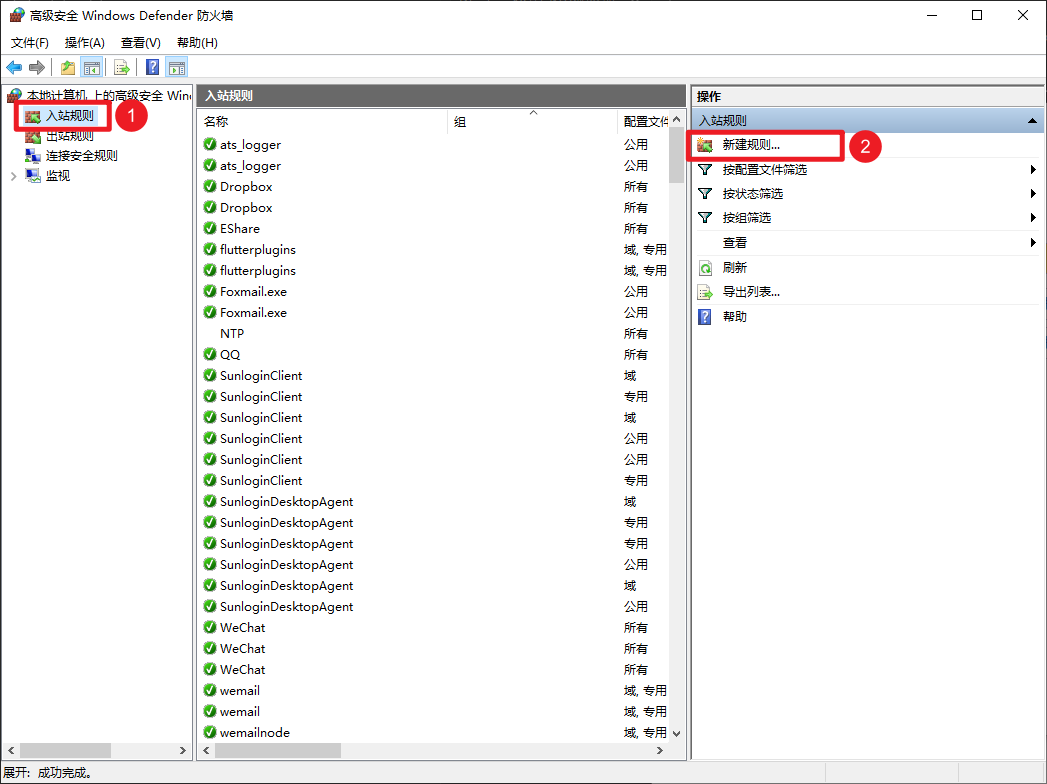 高级安全 Windows Defender 防火墙
文件(F) 操作(A) 查看(V) 帮助(H)
本地计算机 上的高级安全 Win
入站规则
1
出站规则
连接安全规则
监视
入站规则
名称 组 配置文件
ats_logger 公用
ats_logger 公用
Dropbox 所有
Dropbox 所有
EShare 所有
flutterplugins 域, 专用
flutterplugins 域, 专用
Foxmail.exe 公用
Foxmail.exe 公用
NTP 所有
QQ 所有
SunloginClient 域
SunloginClient 专用
SunloginClient 域
SunloginClient 公用
SunloginClient 公用
SunloginClient 专用
SunloginDesktopAgent 域
SunloginDesktopAgent 专用
SunloginDesktopAgent 专用
SunloginDesktopAgent 公用
SunloginDesktopAgent 域
SunloginDesktopAgent 公用
WeChat 所有
WeChat 所有
WeChat 所有
wemail 域, 专用
wemail 域, 专用
wemailnode 域, 专用
操作
入站规则
新建规则...
2
按配置文件筛选
按状态筛选
按组筛选
查看
刷新
导出列表...
帮助
展开: 成功完成。